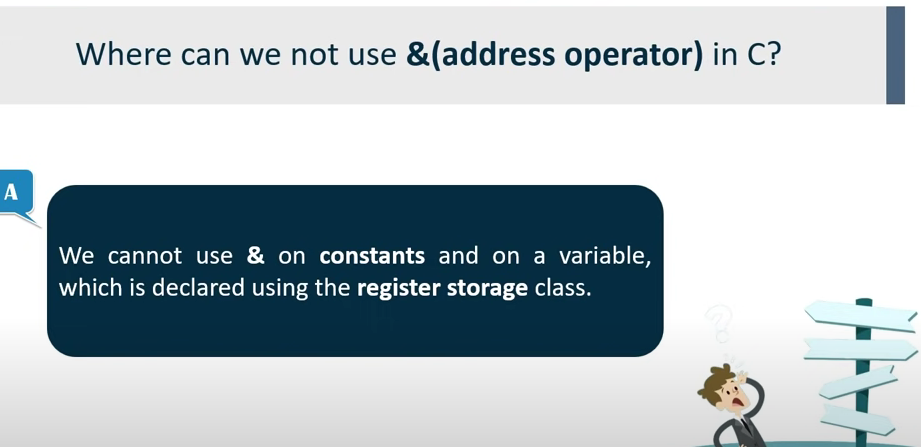 Where can we not use &(address operator) in C?
A
We cannot use & on constants and on a variable,
which is declared using the register storage class.